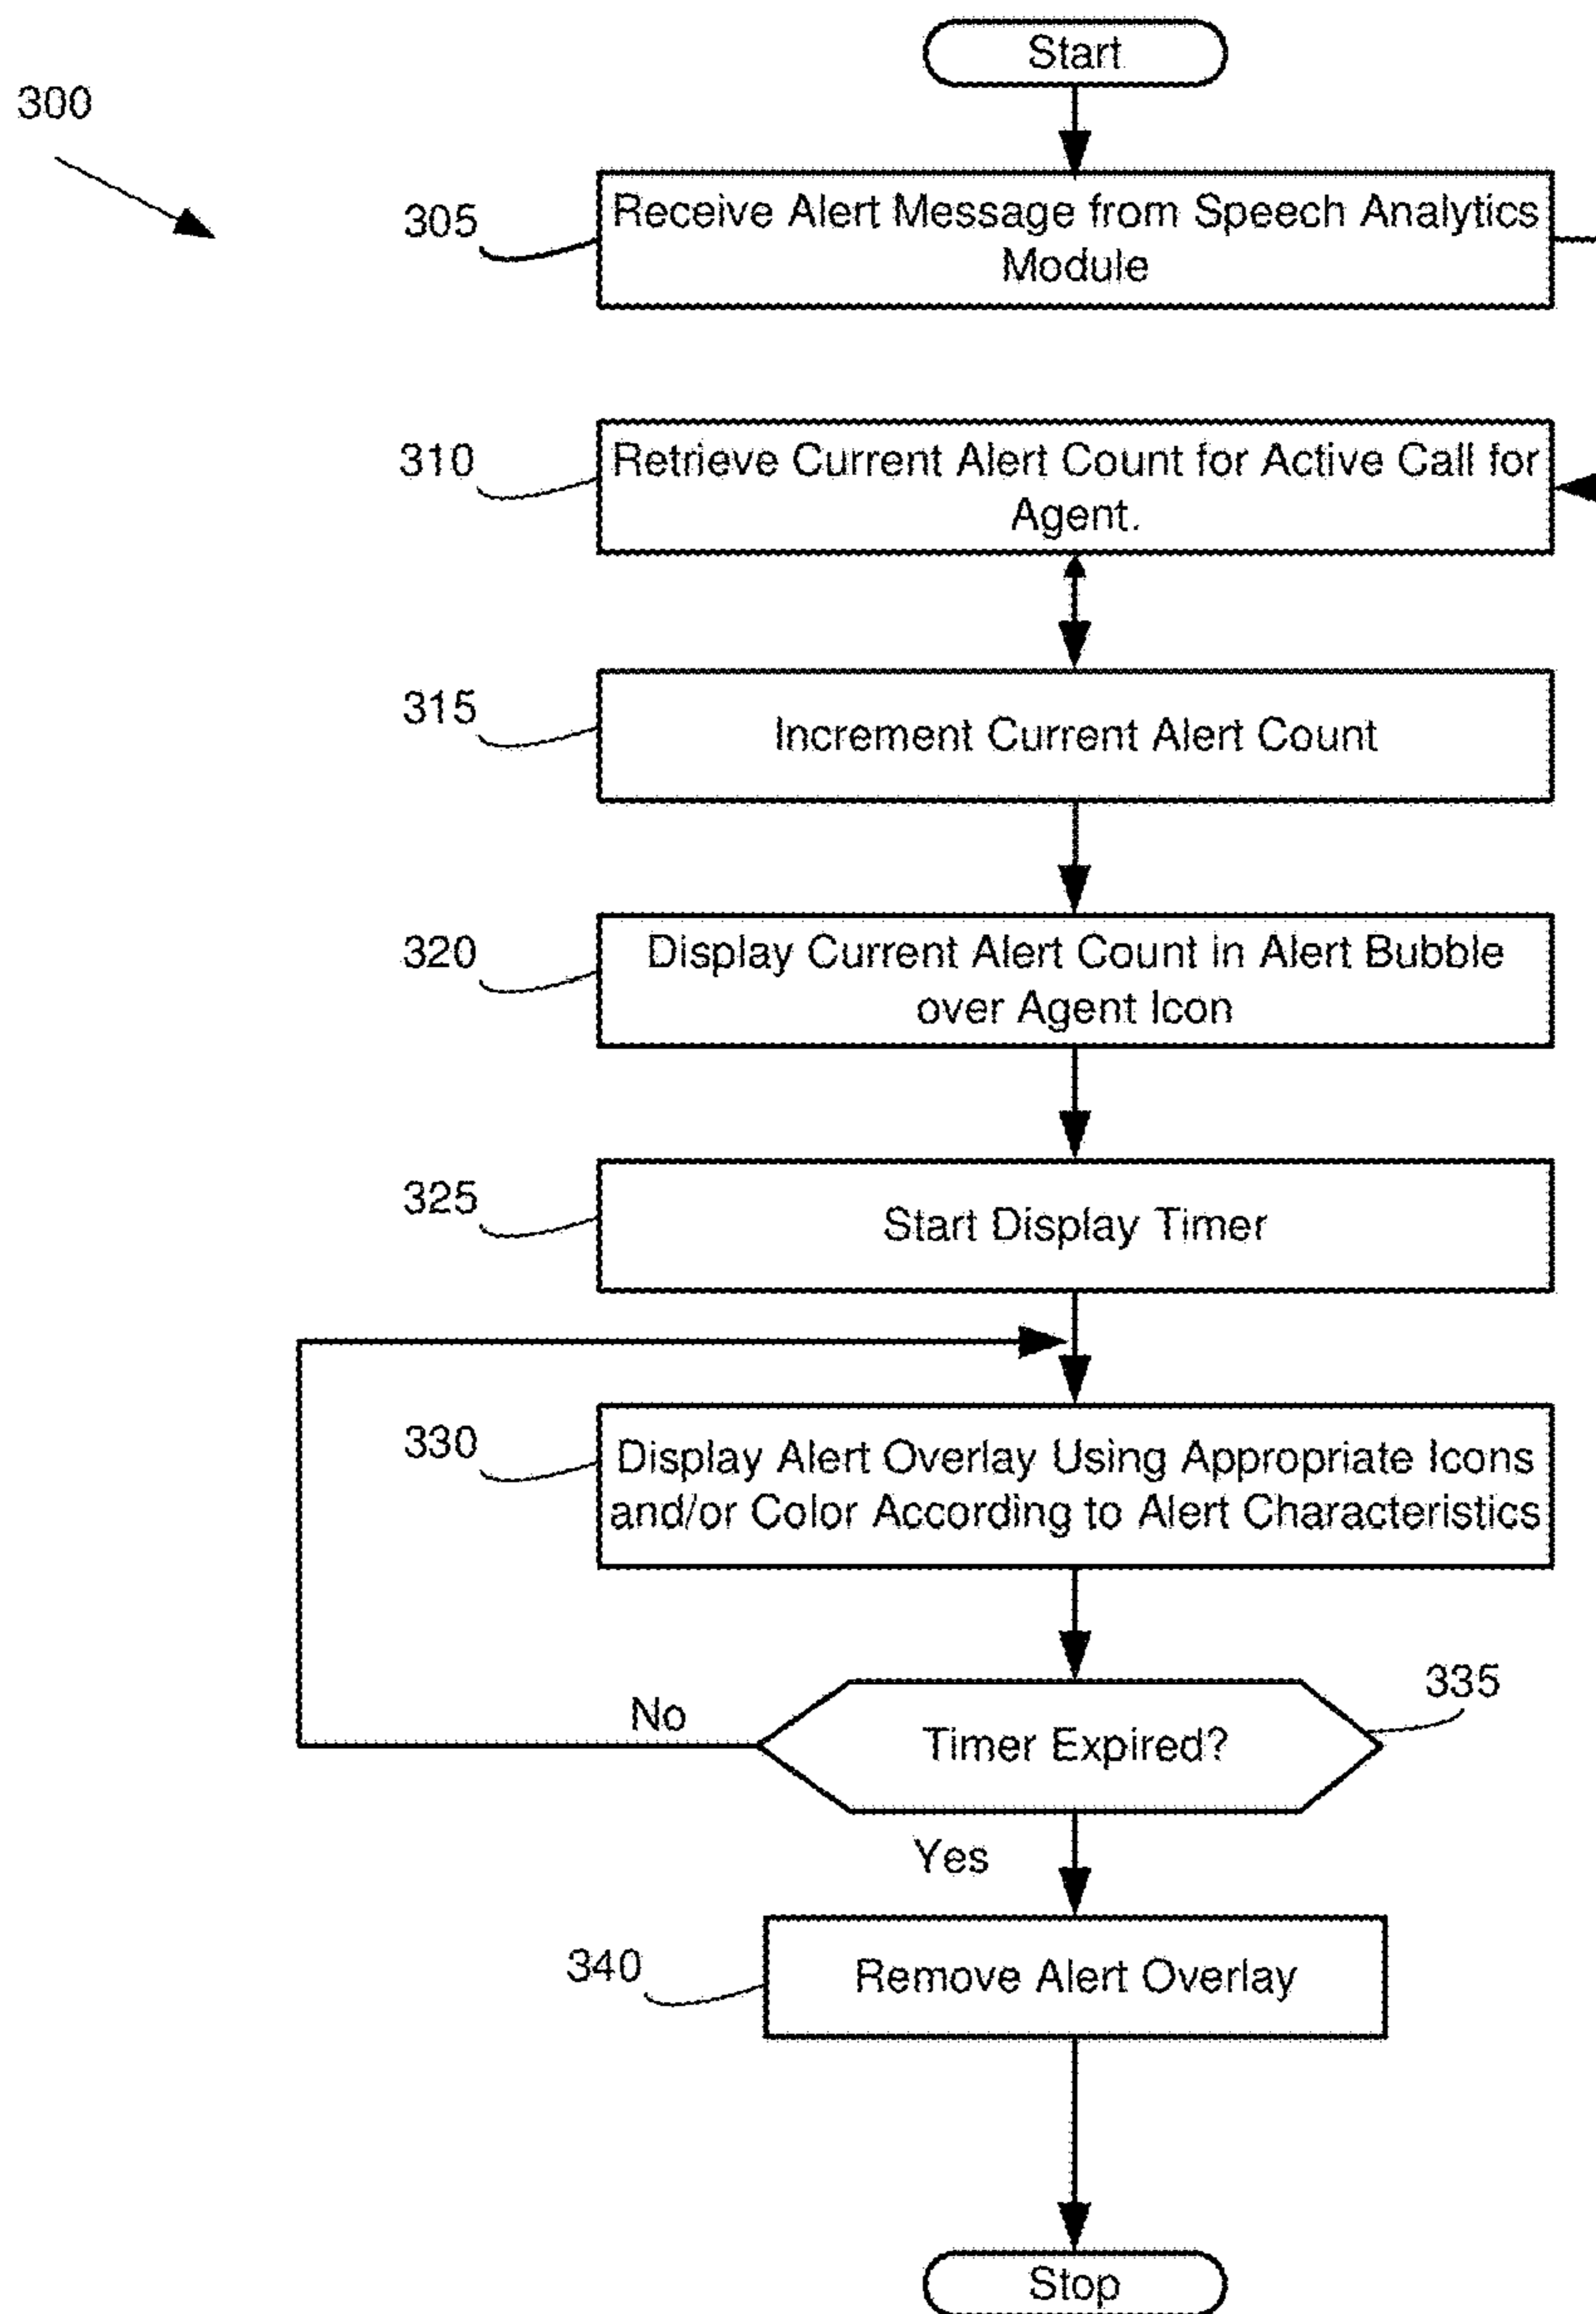 Start
300
305
Receive Alert Message from Speech Analytics
Module
310
Retrieve Current Alert Count for Active Call for
Agent.
315
Increment Current Alert Count
320
Display Current Alert Count in Alert Bubble
over Agent Icon
325
Start Display Timer
330
Display Alert Overlay Using Appropriate Icons
and/or Color According to Alert Characteristics
335
No
Timer Expired?
Yes
340
Remove Alert Overlay
Stop